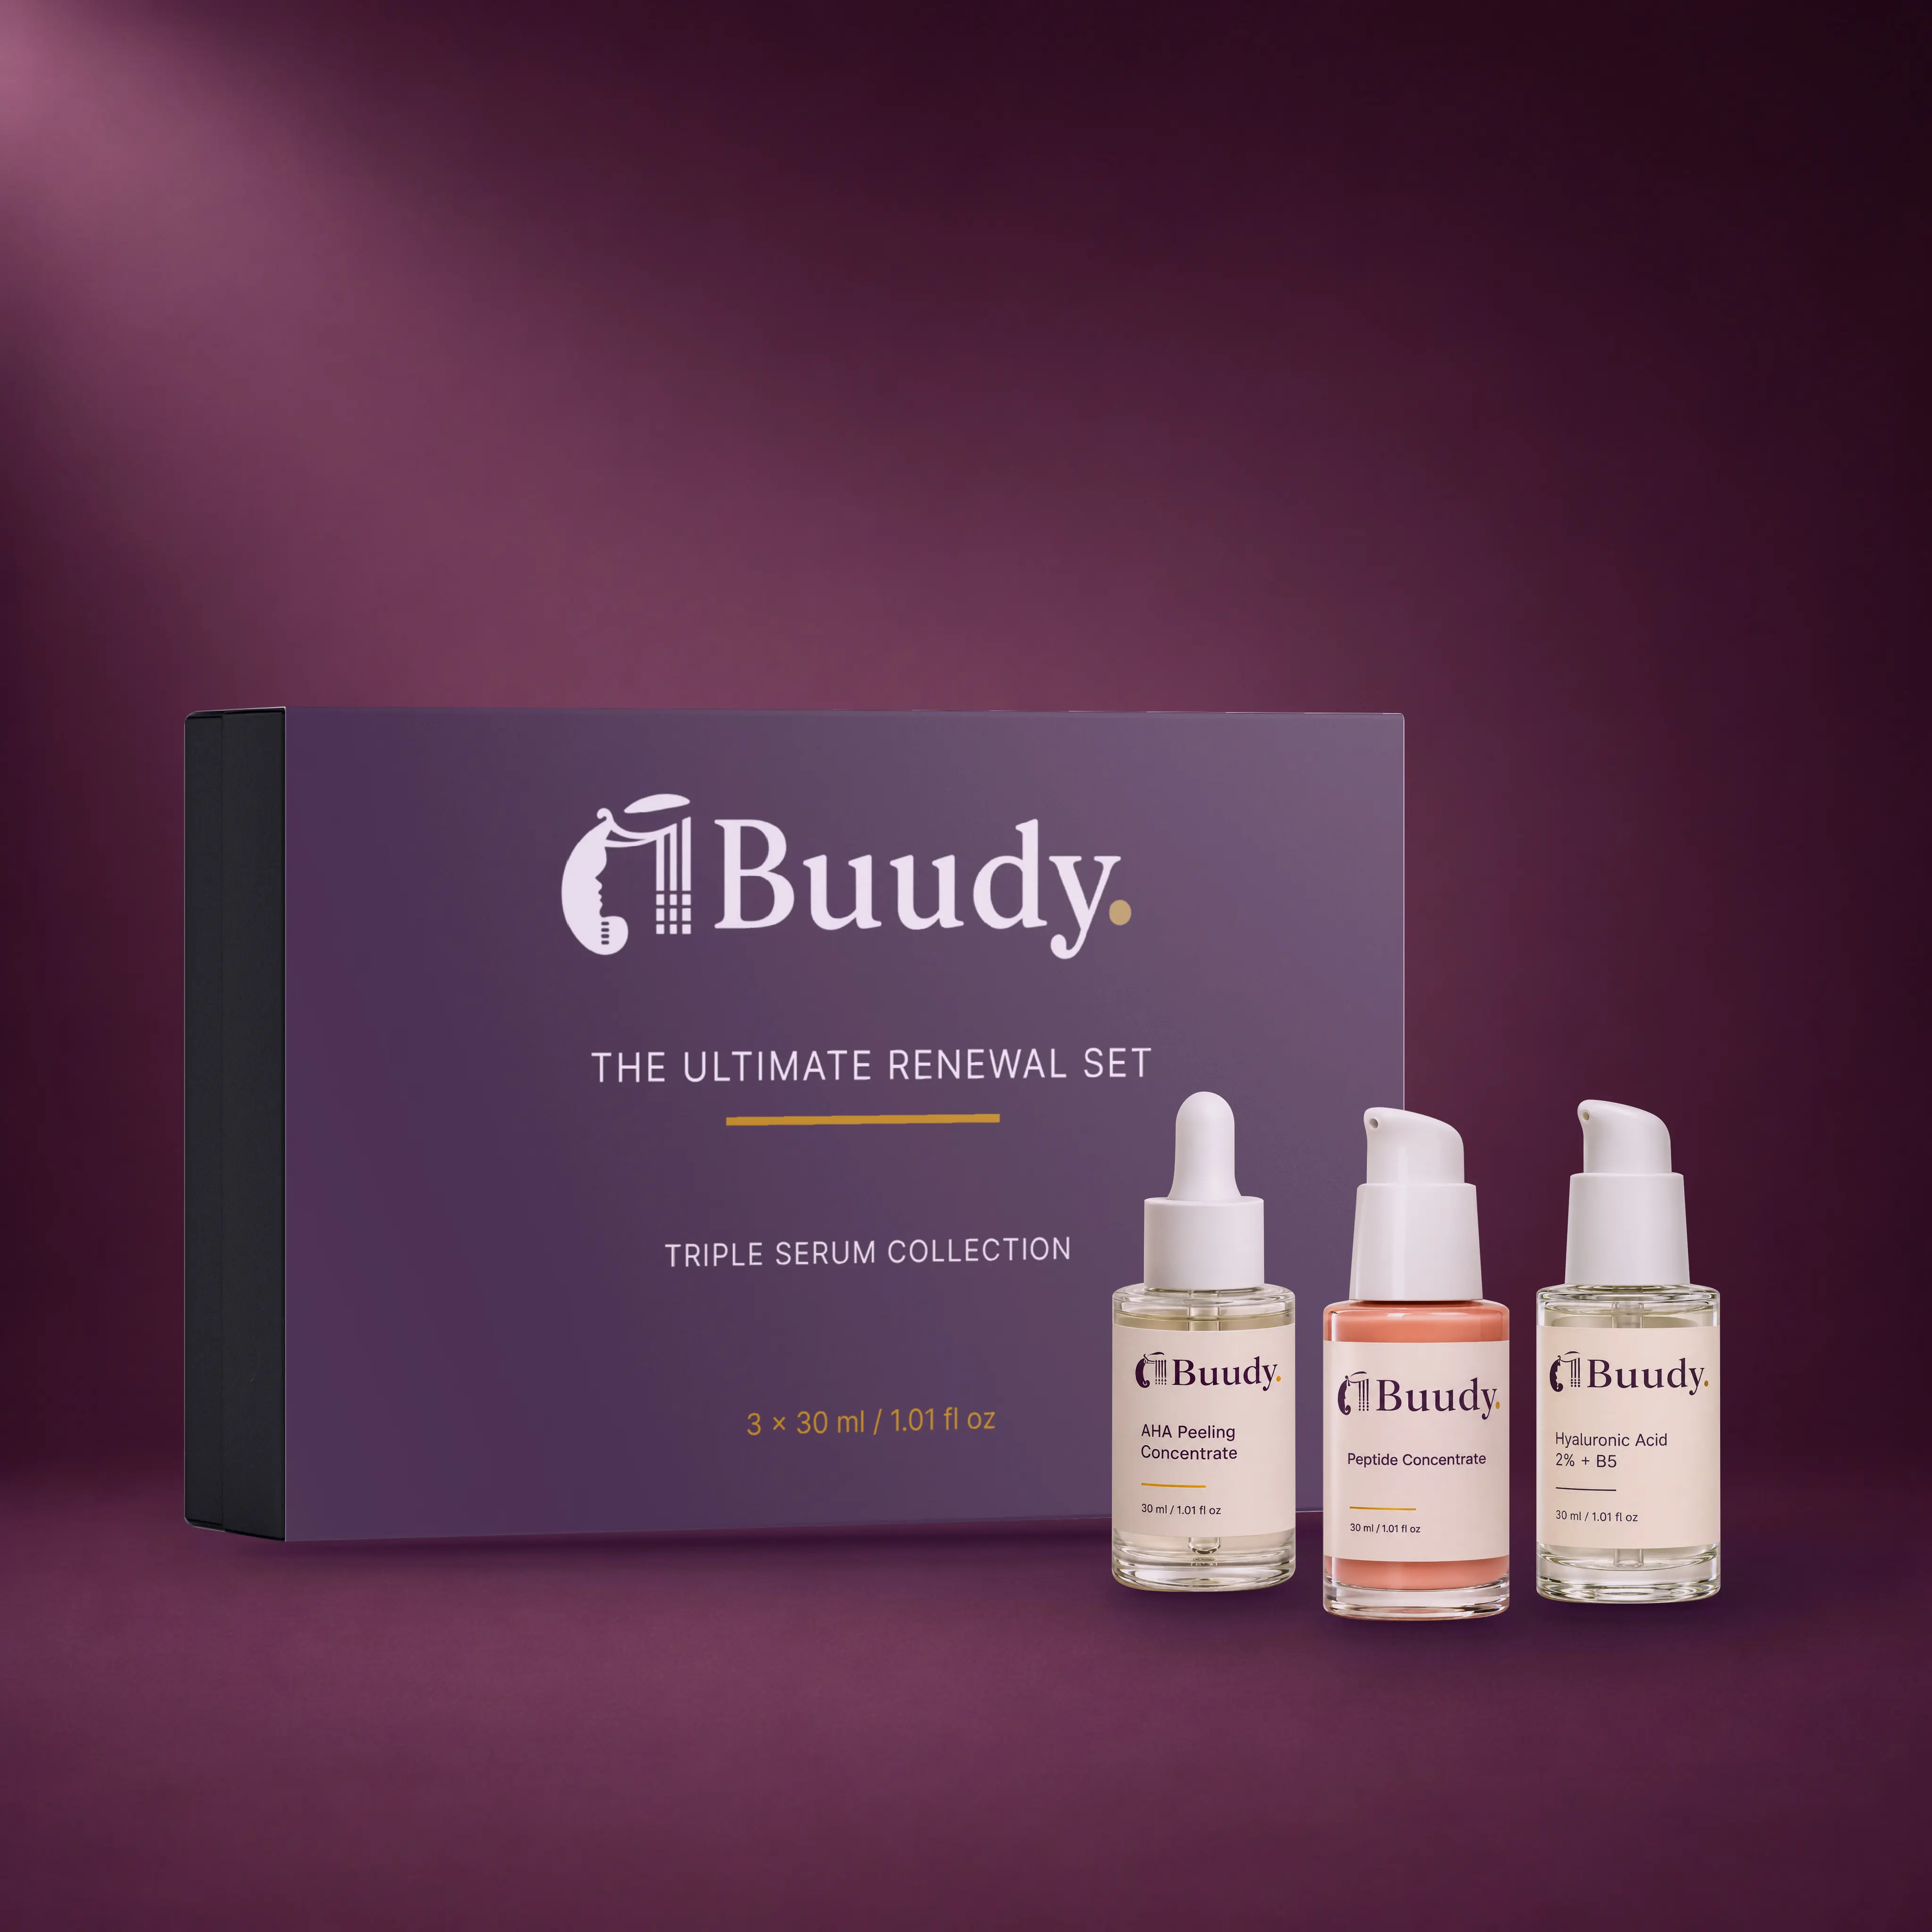 Buudy.
THE ULTIMATE RENEWAL SET
TRIPLE SERUM COLLECTION
3 × 30 ml / 1.01 fl oz
Buudy.
AHA Peeling
Concentrate
30 ml / 1.01 fl oz
Buudy.
Peptide Concentrate
30 ml / 1.01 fl oz
Buudy.
Hyaluronic Acid
2% + B5
30 ml / 1.01 fl oz